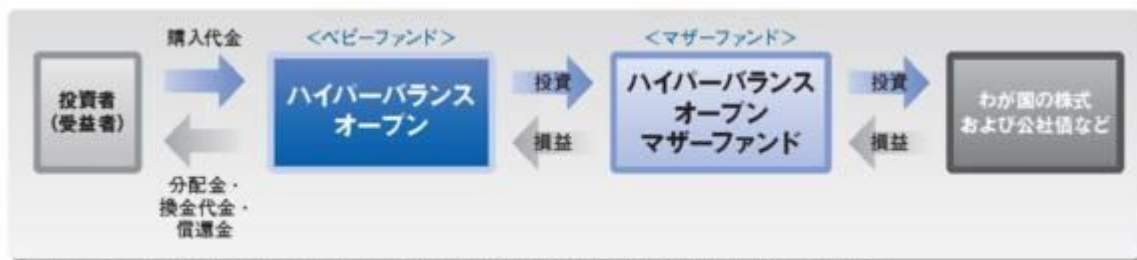 購入代金
<ベビーファンド>
<マザーファンド>
投資者
(受益者)
ハイパーバランス
オープン
投資
損益
ハイパーバランス
オープン
マザーファンド
投資
損益
わが国の株式
および公社債など
分配金・
換金代金・
償還金